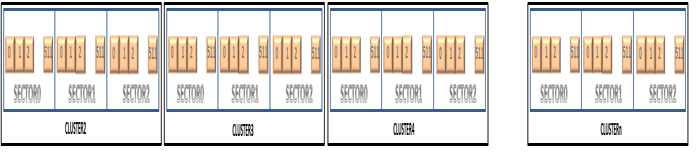 0 1 2 511 0 1 2 511 0 1 2 511 0 1 2 511 0 1 2 511 0 1 2 511 0 1 2 511 0 1 2 511 0 1 2 511 0 1 2 511 0 1 2 511 0 1 2 511
SECTOR0 SECTOR1 SECTOR2 SECTOR0 SECTOR1 SECTOR2 SECTOR0 SECTOR1 SECTOR2 SECTOR0 SECTOR1 SECTOR2
CLUSTER2 CLUSTER3 CLUSTER4 CLUSTERn